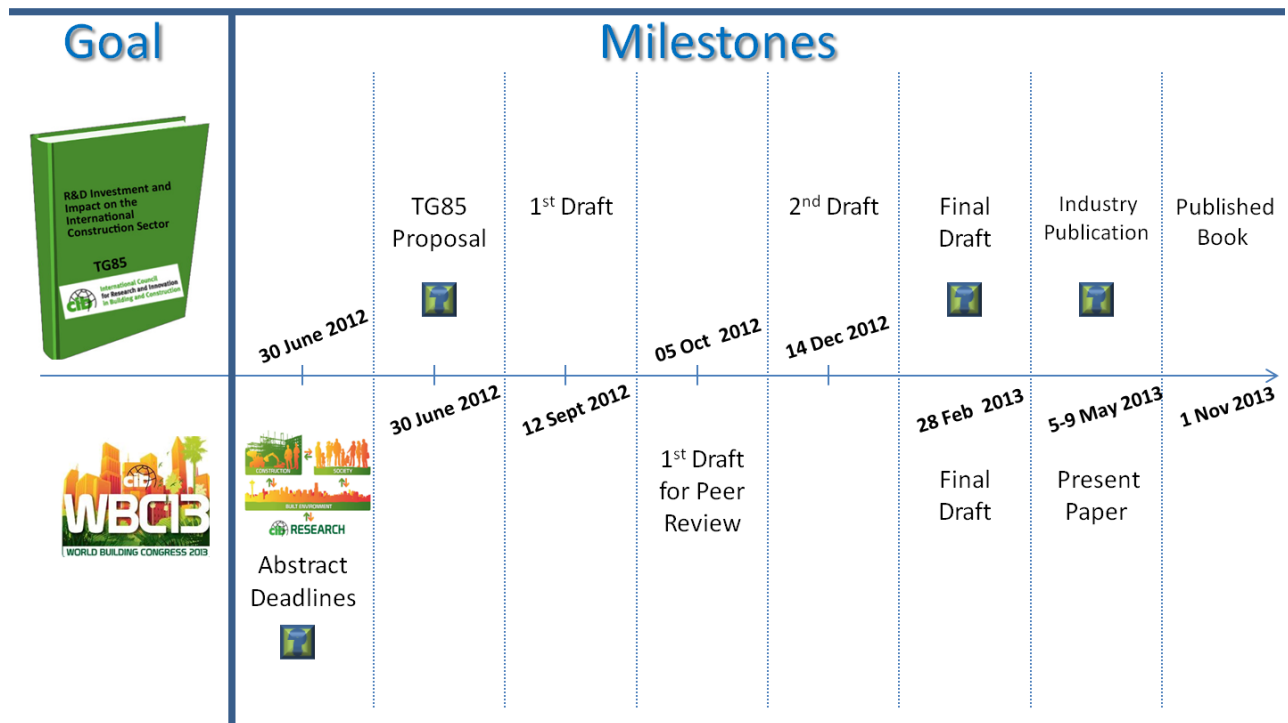 Goal
Milestones
R&D Investment and
Impact on the
International
Construction Sector
TG85
cib
International Council
for Research and Innovation
in Building and Construction
TG85
Proposal
1st Draft
2nd Draft
Final
Draft
Industry
Publication
Published
Book
30 June 2012
05 Oct 2012
14 Dec 2012
30 June 2012
12 Sept 2012
28 Feb 2013
5-9 May 2013
1 Nov 2013
cib
WBC13
WORLD BUILDING CONGRESS 2013
CONSTRUCTION
SOCIETY
BUILT ENVIRONMENT
cib RESEARCH
Abstract
Deadlines
1st Draft
for Peer
Review
Final
Draft
Present
Paper